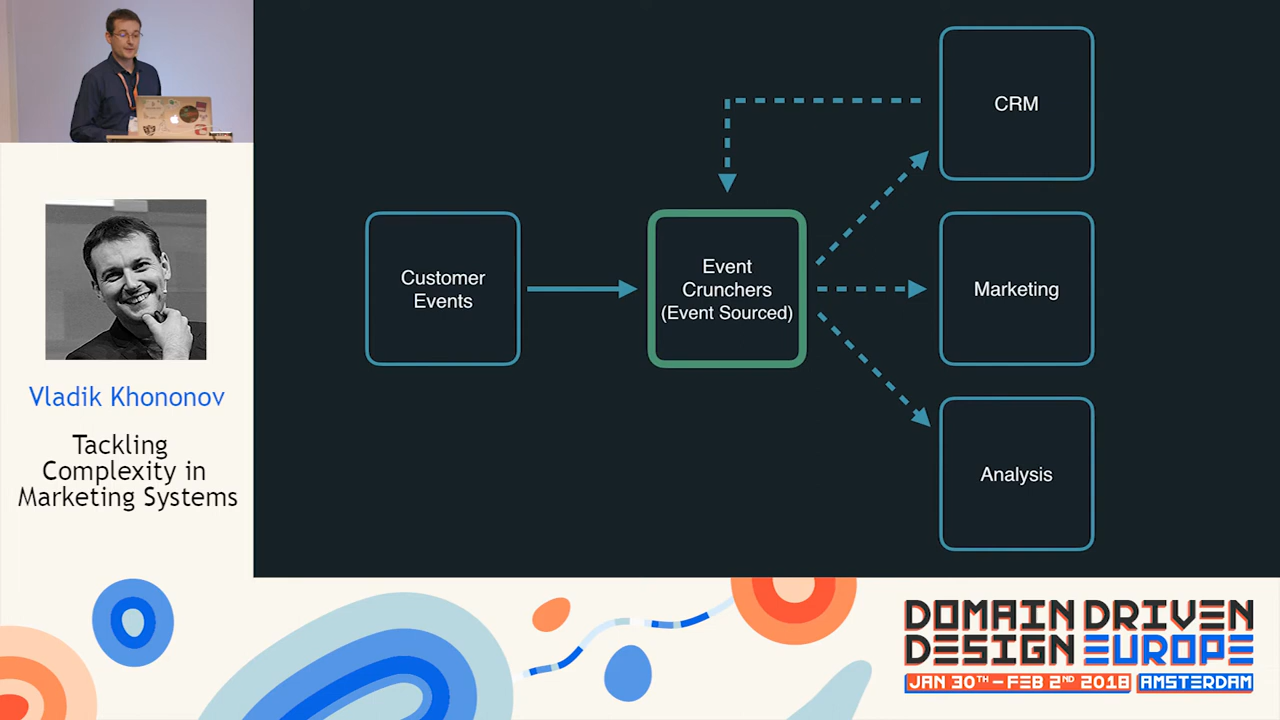 Vladik Khononov
Tackling
Complexity in
Marketing Systems
Customer
Events
Event
Crunchers
(Event Sourced)
CRM
Marketing
Analysis
DOMAIN DRIVEN
DESIGN EUROPE
JAN 30TH - FEB 2ND 2018 AMSTERDAM